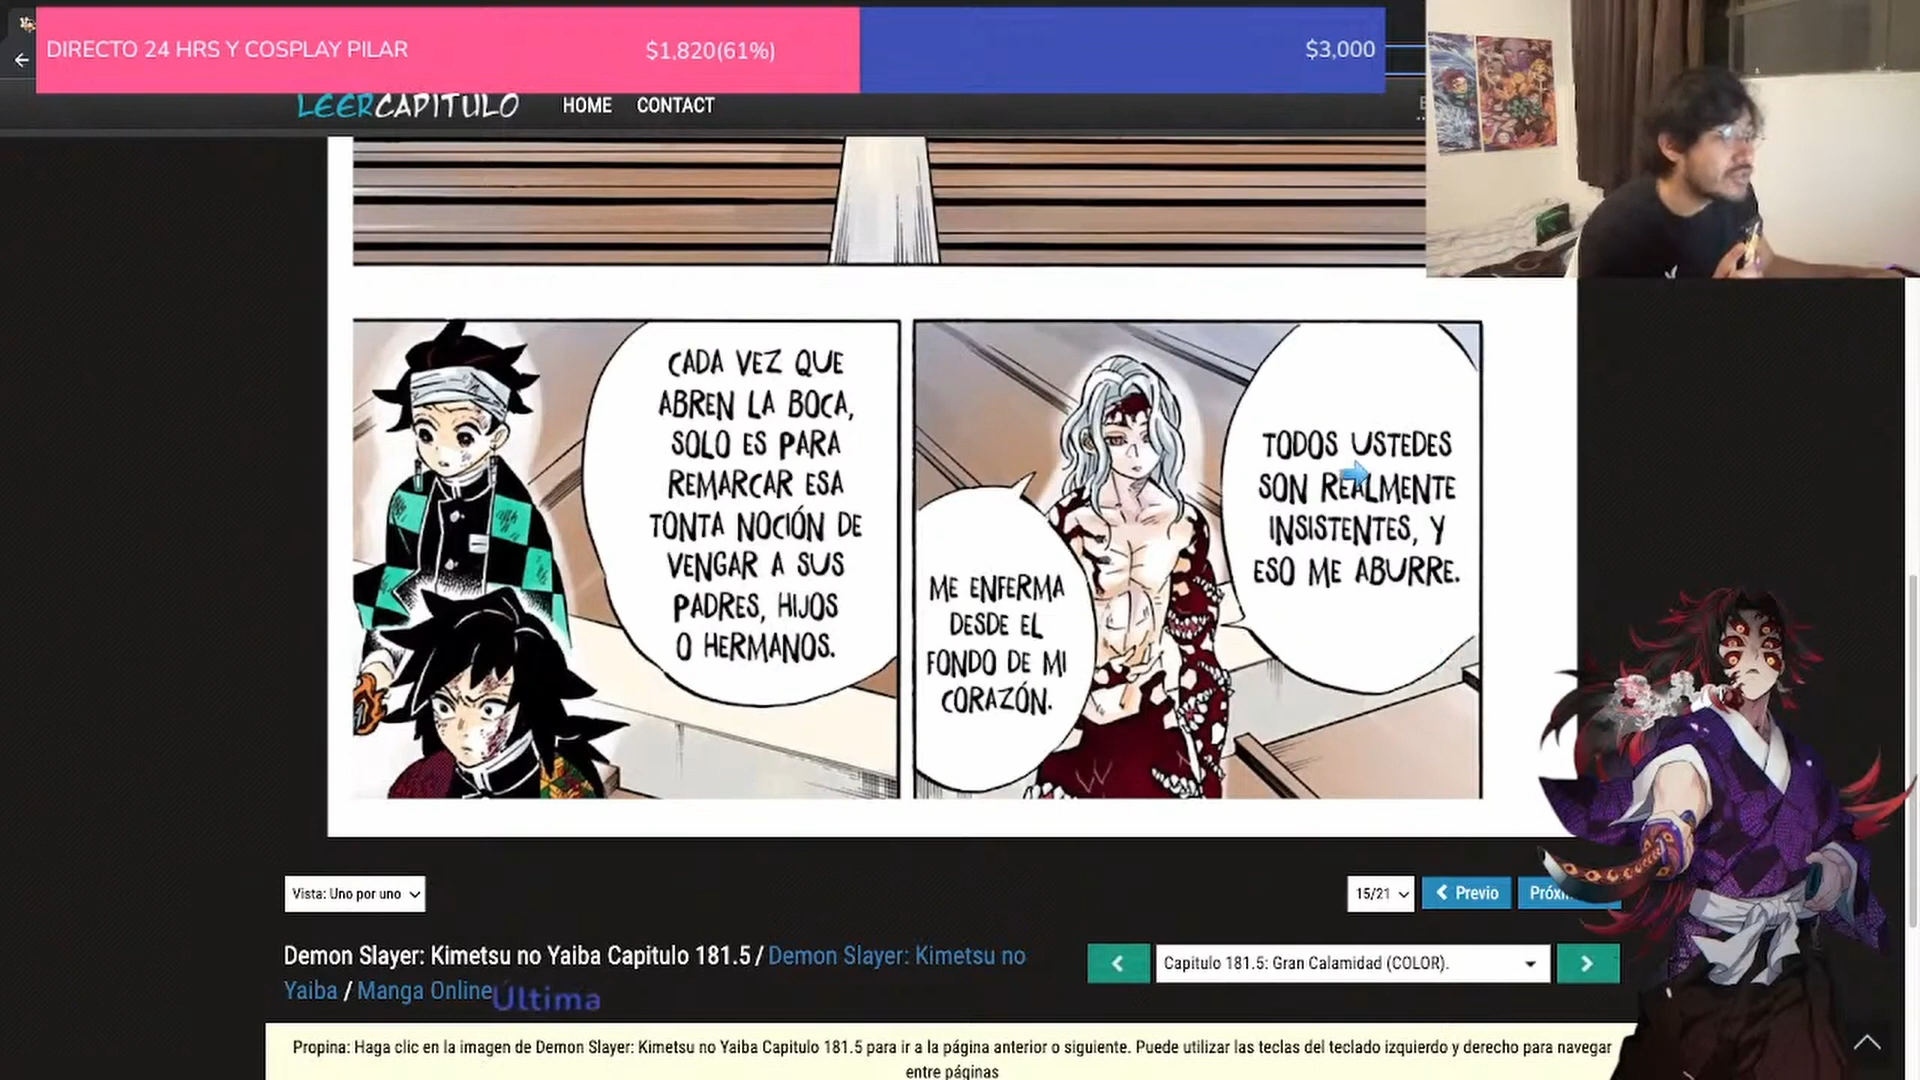 DIRECTO 24 HRS Y COSPLAY PILAR
$1,820(61%)
$3,000
LEERCAPITULO
HOME
CONTACT
TODOS USTEDES
SON REALMENTE
INSISTENTES, Y
ESO ME ABURRE.
ME ENFERMA
DESDE EL
FONDO DE MI
CORAZÓN.
CADA VEZ QUE
ABREN LA BOCA,
SOLO ES PARA
REMARCAR ESA
TONTA NOCIÓN DE
VENGAR A SUS
PADRES, HIJOS
O HERMANOS.
Vista: Uno por uno
15/21
Previo
Demon Slayer: Kimetsu no Yaiba Capitulo 181.5 / Demon Slayer: Kimetsu no
Yaiba / Manga Online
Última
Capitulo 181.5: Gran Calamidad (COLOR).
Propina: Haga clic en la imagen de Demon Slayer: Kimetsu no Yaiba Capitulo 181.5 para ir a la página anterior o siguiente. Puede utilizar las teclas del teclado izquierdo y derecho para navegar
entre páginas